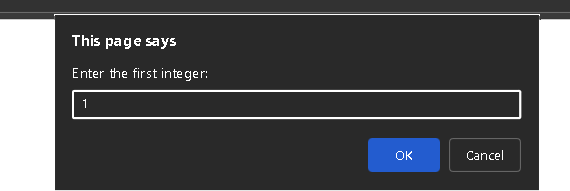 This page says
Enter the first integer:
1
OK Cancel